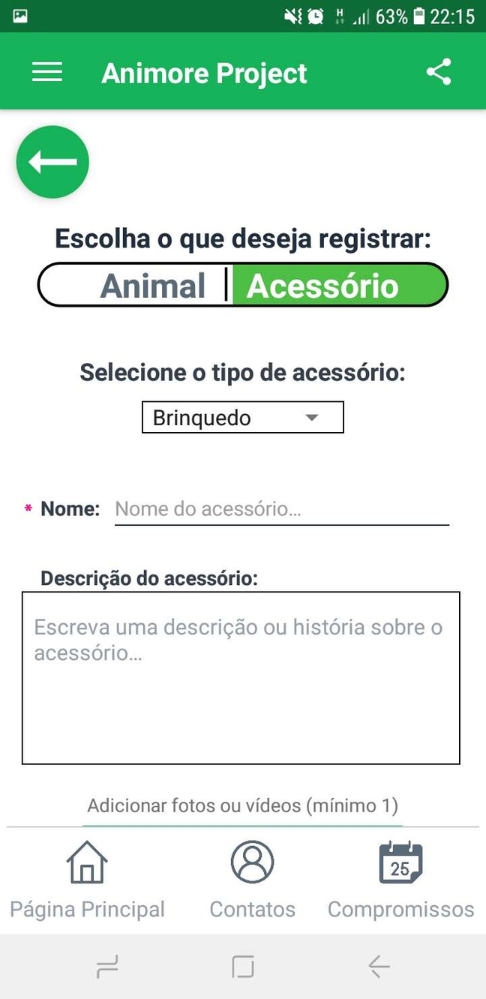 H 63% 22:15
Animore Project
Escolha o que deseja registrar:
Animal Acessório
Selecione o tipo de acessório:
Brinquedo
* Nome: Nome do acessório...
Descrição do acessório:
Escreva uma descrição ou história sobre o
acessório...
Adicionar fotos ou vídeos (mínimo 1)
25
Página Principal Contatos Compromissos